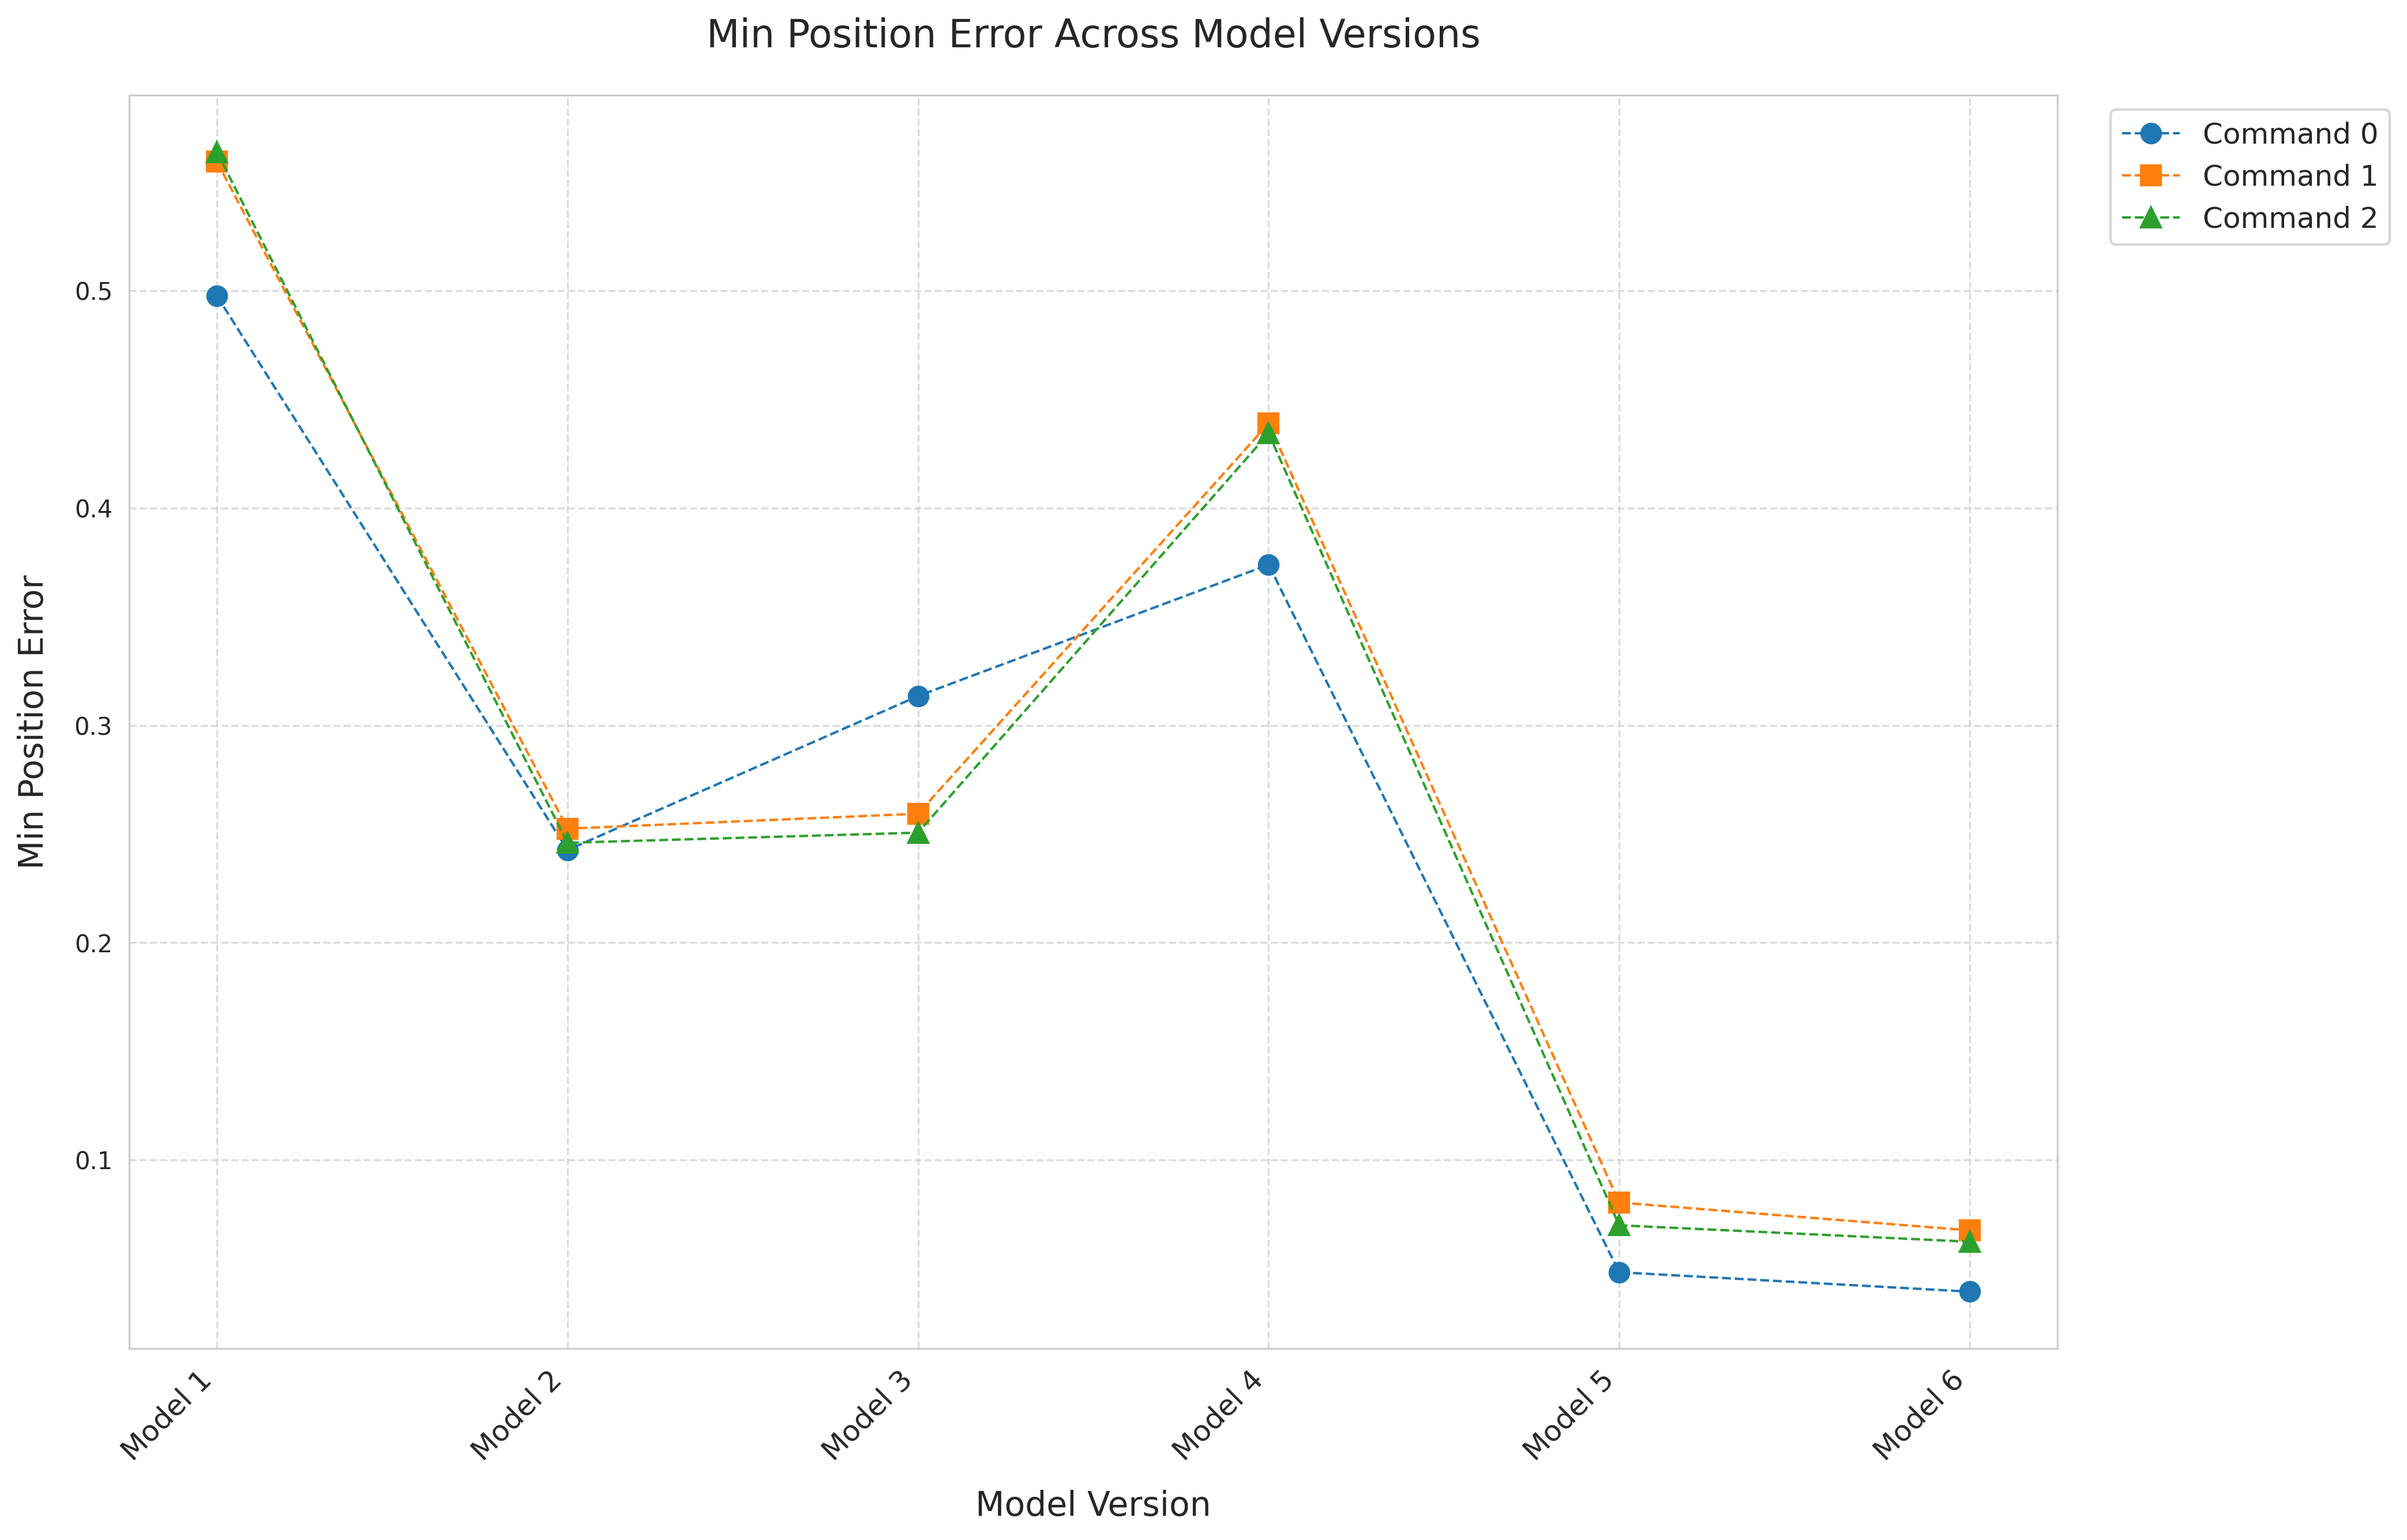 Min Position Error Across Model Versions
Command 0
Command 1
Command 2
Min Position Error
0.5
0.4
0.3
0.2
0.1
Model 1
Model 2
Model 3
Model 4
Model 5
Model 6
Model Version